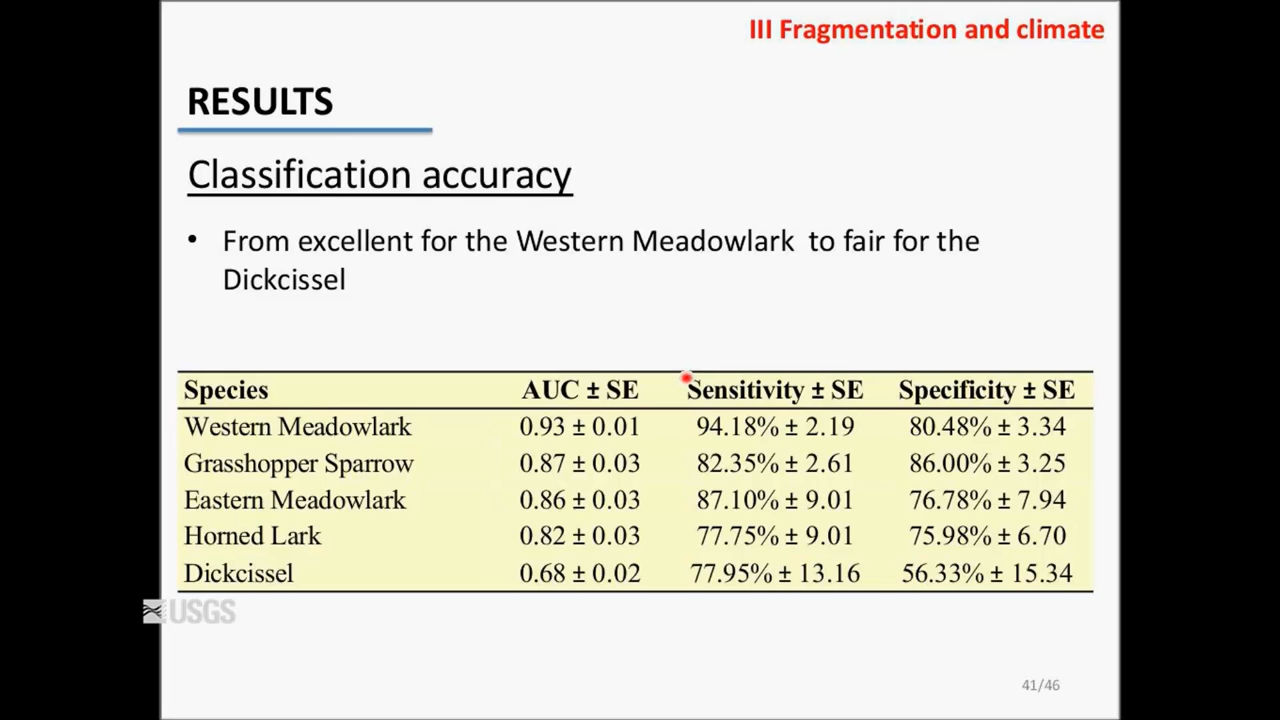 III Fragmentation and climate
RESULTS
Classification accuracy
• From excellent for the Western Meadowlark to fair for the
Dickcissel
Species AUC ± SE Sensitivity ± SE Specificity ± SE
Western Meadowlark 0.93 ± 0.01 94.18% ± 2.19 80.48% ± 3.34
Grasshopper Sparrow 0.87 ± 0.03 82.35% ± 2.61 86.00% ± 3.25
Eastern Meadowlark 0.86 ± 0.03 87.10% ± 9.01 76.78% ± 7.94
Horned Lark 0.82 ± 0.03 77.75% ± 9.01 75.98% ± 6.70
Dickcissel 0.68 ± 0.02 77.95% ± 13.16 56.33% ± 15.34
USGS
41/46